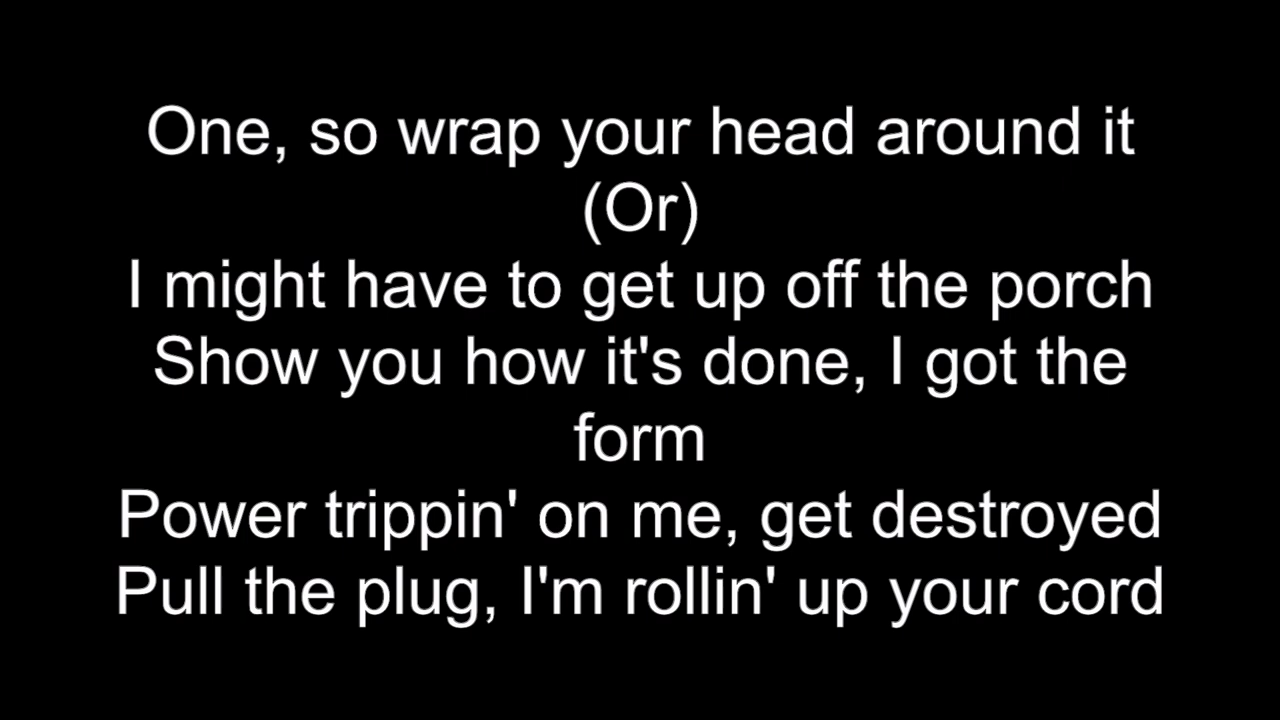 One, so wrap your head around it
(Or)
I might have to get up off the porch
Show you how it's done, I got the
form
Power trippin' on me, get destroyed
Pull the plug, I'm rollin' up your cord